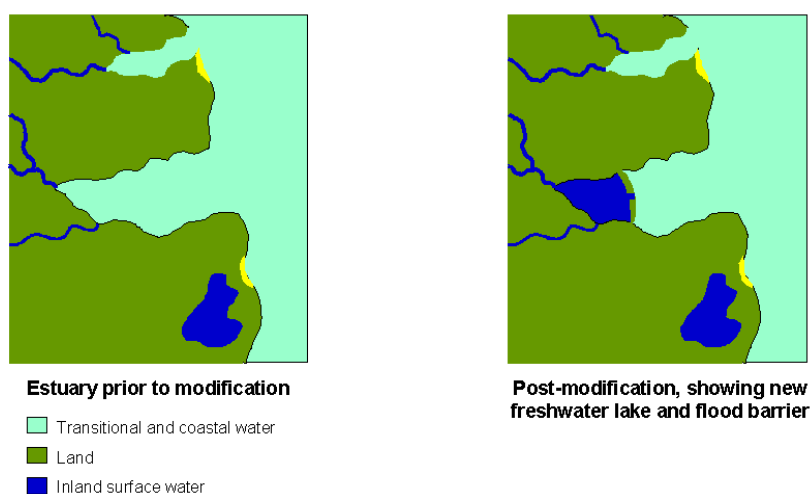 Estuary prior to modification
Transitional and coastal water
Land
Inland surface water
Post-modification, showing new
freshwater lake and flood barrier